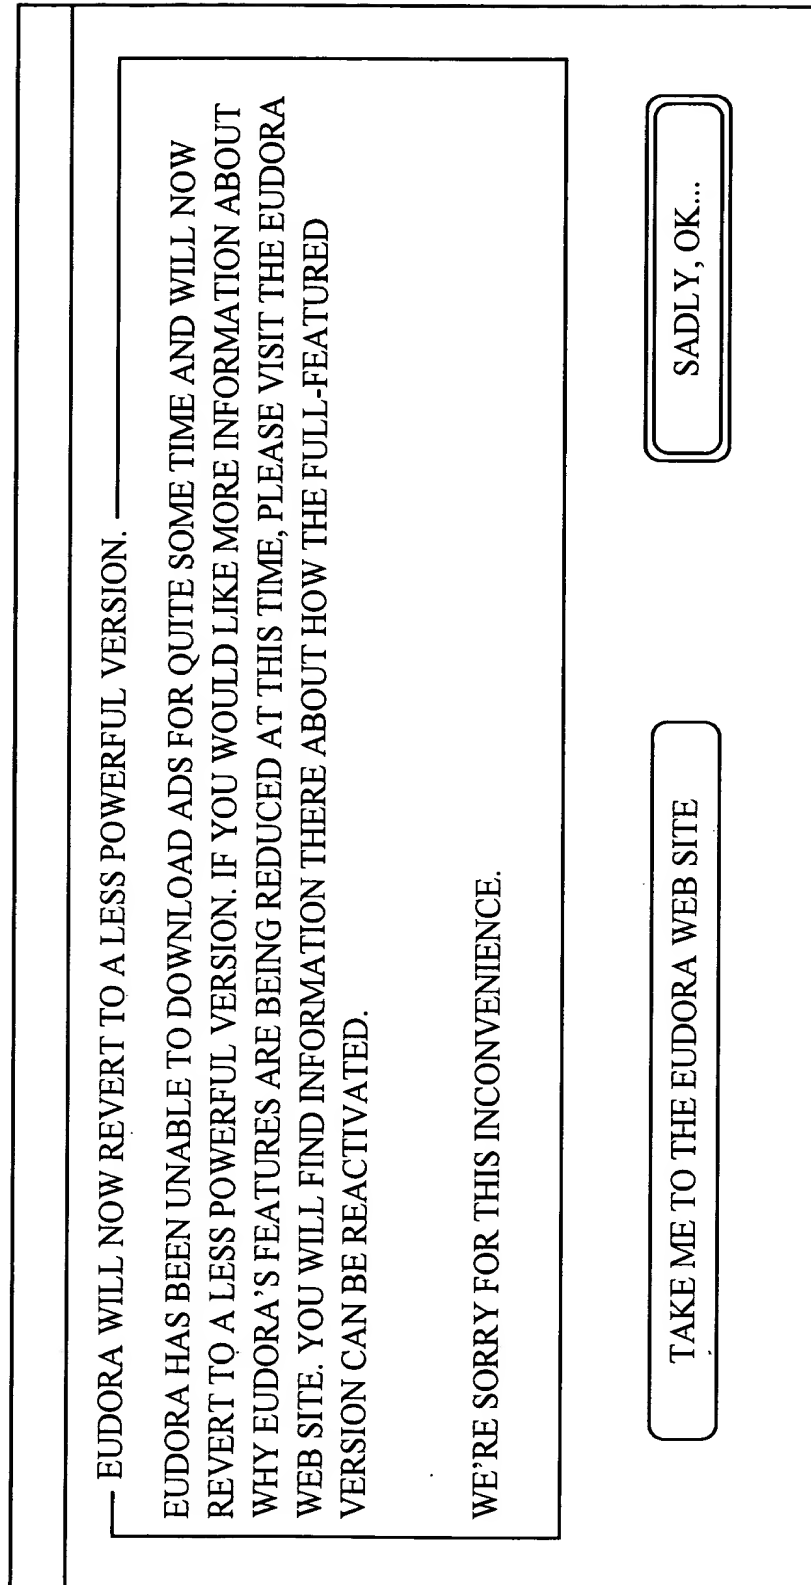 EUDORA WILL NOW REVERT TO A LESS POWERFUL VERSION.
EUDORA HAS BEEN UNABLE TO DOWNLOAD ADS FOR QUITE SOME TIME AND WILL NOW
REVERT TO A LESS POWERFUL VERSION. IF YOU WOULD LIKE MORE INFORMATION ABOUT
WHY EUDORA'S FEATURES ARE BEING REDUCED AT THIS TIME, PLEASE VISIT THE EUDORA
WEB SITE. YOU WILL FIND INFORMATION THERE ABOUT HOW THE FULL-FEATURED
VERSION CAN BE REACTIVATED.
WE'RE SORRY FOR THIS INCONVENIENCE.
TAKE ME TO THE EUDORA WEB SITE
SADLY, OK...